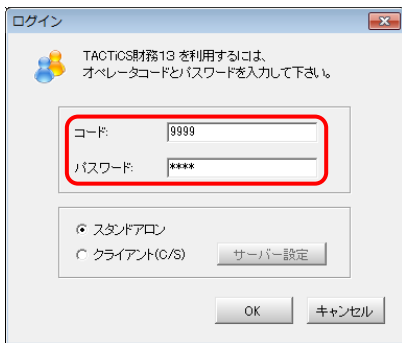 ログイン
TACTiCS財務13 を利用するには、
オペレータコードとパスワードを入力して下さい。
コード: 9999
パスワード: ****
スタンドアロン
クライアント(C/S) サーバー設定
OK キャンセル